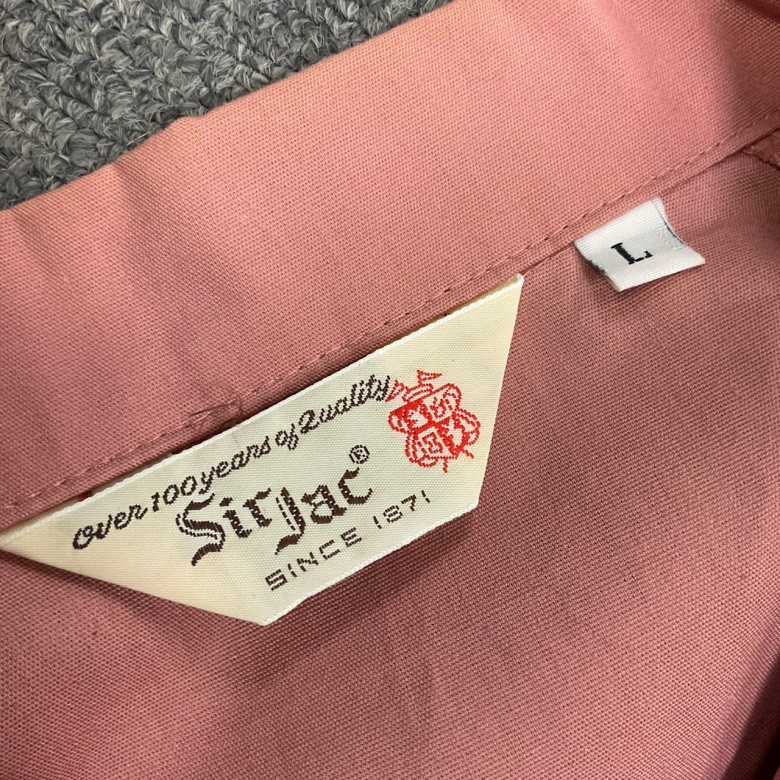 over 100 years of Quality
Sir Jac®
SINCE 1871
L